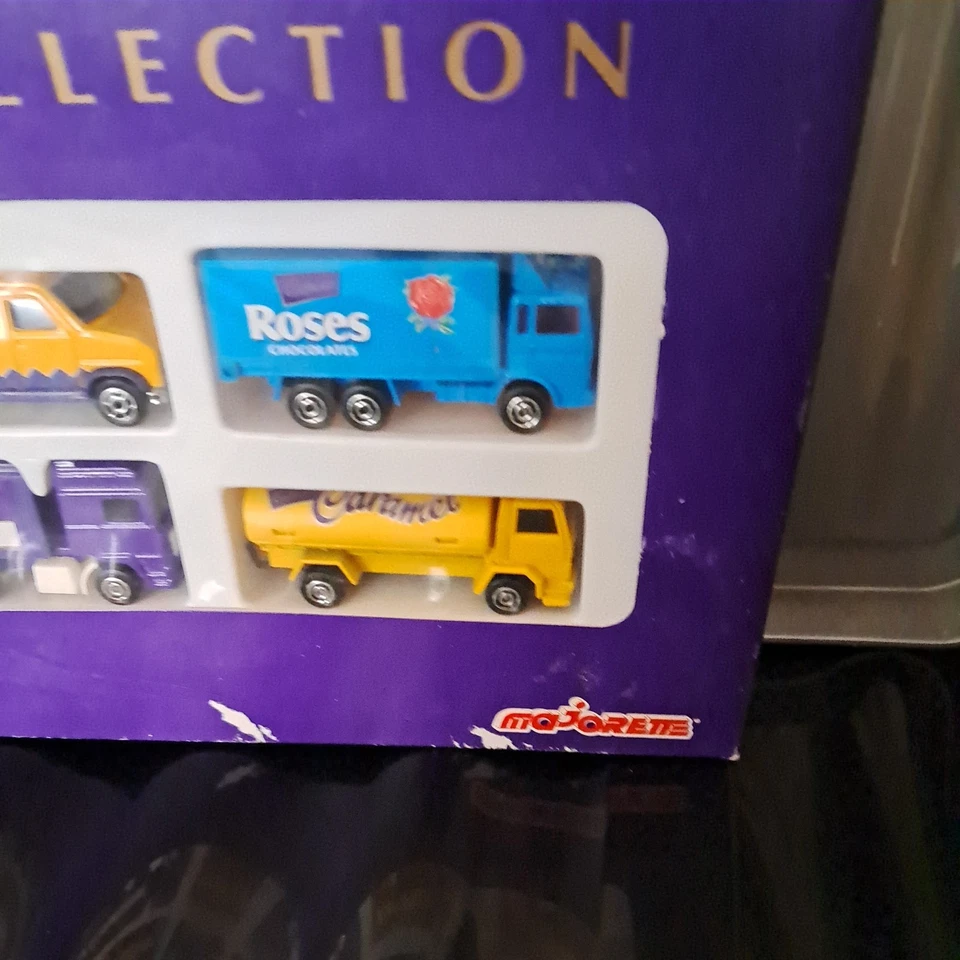 LLECTION
Roses
CHOCOLATES
Caramel
majorette